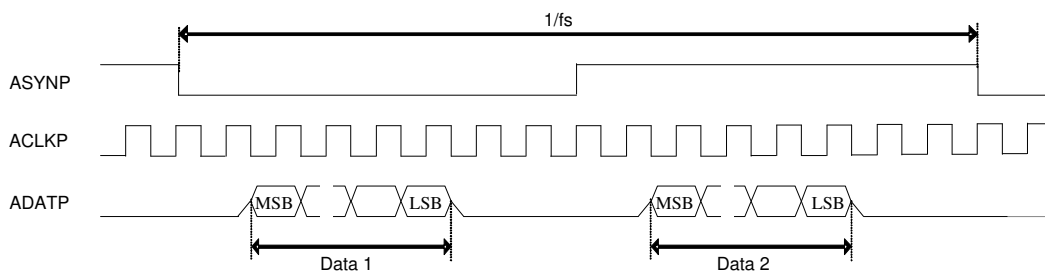 1/fs
ASYNP
ACLKP
ADATP MSB LSB MSB LSB
Data 1 Data 2